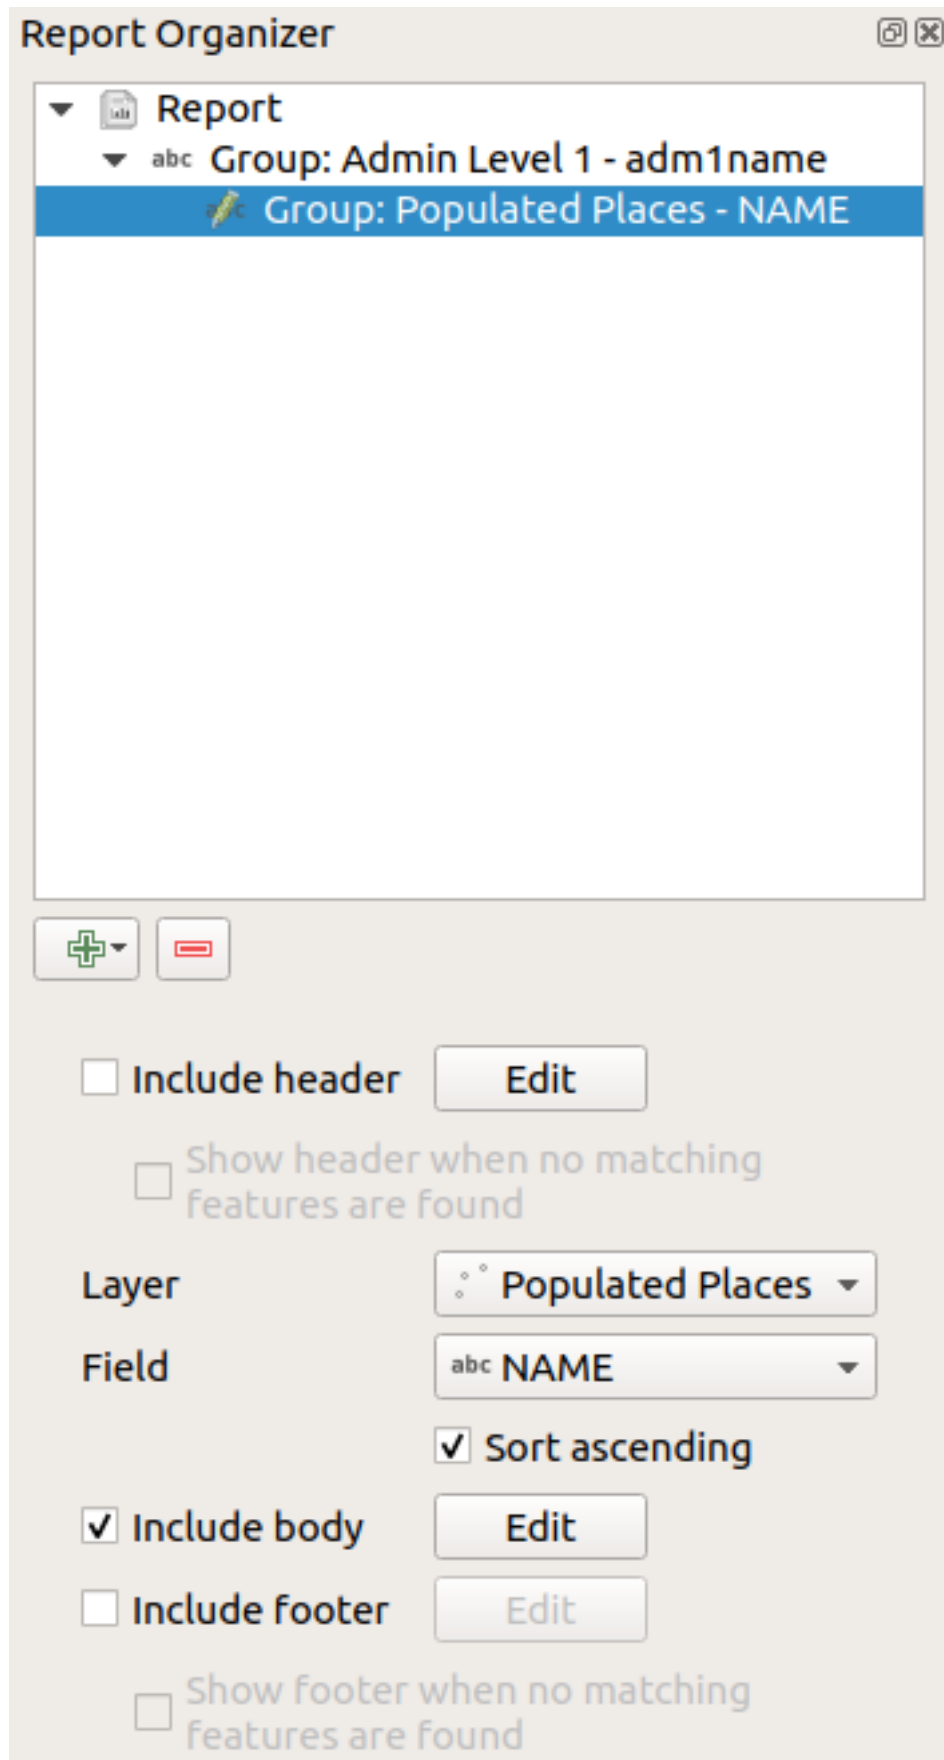 Report Organizer
Report
abc Group: Admin Level 1 - adm1name
Group: Populated Places - NAME
Include header Edit
Show header when no matching
features are found
Layer Populated Places
Field abc NAME
Sort ascending
Include body Edit
Include footer Edit
Show footer when no matching
features are found